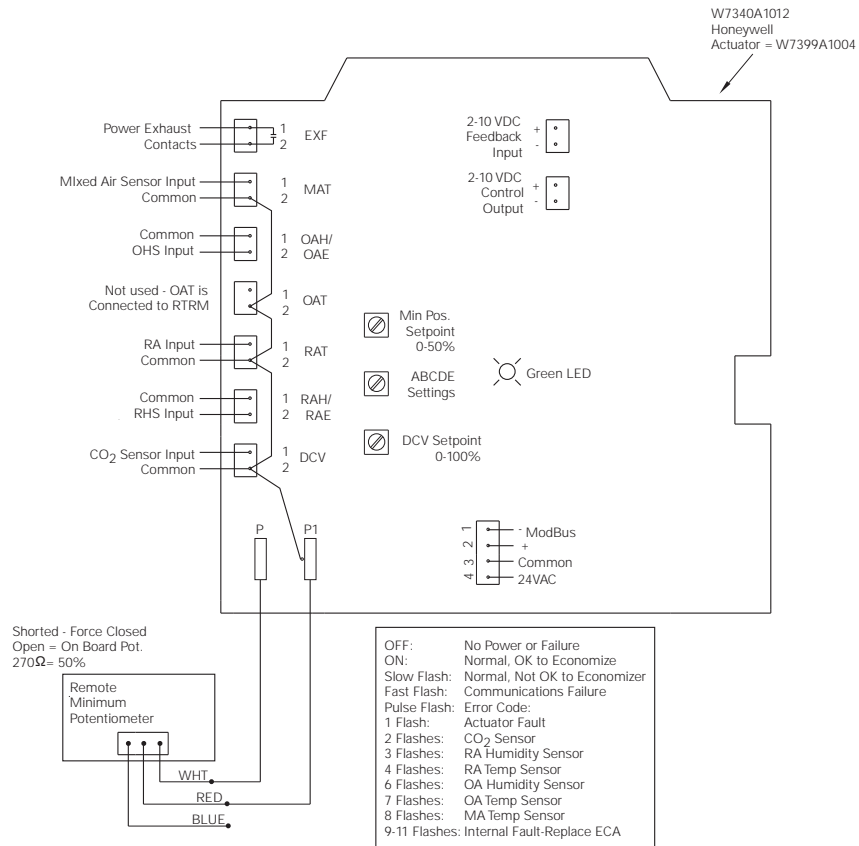 W7340A1012
Honeywell
Actuator = W7399A1004
Power Exhaust
Contacts
1
2
EXF
2-10 VDC
Feedback
Input
+
-
MIxed Air Sensor Input
Common
1
2
MAT
2-10 VDC
Control
Output
+
-
Common
OHS Input
1
2
OAH/
OAE
Not used - OAT is
Connected to RTRM
1
2
OAT
Min Pos.
Setpoint
0-50%
RA Input
Common
1
2
RAT
ABCDE
Settings
Green LED
Common
RHS Input
1
2
RAH/
RAE
DCV Setpoint
0-100%
CO2 Sensor Input
Common
1
2
DCV
P
P1
1
2
3
4
- ModBus
+
Common
24VAC
Shorted - Force Closed
Open = On Board Pot.
270Ω= 50%
Remote
Minimum
Potentiometer
WHT
RED
BLUE
OFF: No Power or Failure
ON: Normal, OK to Economize
Slow Flash: Normal, Not OK to Economizer
Fast Flash: Communications Failure
Pulse Flash: Error Code:
1 Flash: Actuator Fault
2 Flashes: CO2 Sensor
3 Flashes: RA Humidity Sensor
4 Flashes: RA Temp Sensor
6 Flashes: OA Humidity Sensor
7 Flashes: OA Temp Sensor
8 Flashes: MA Temp Sensor
9-11 Flashes: Internal Fault-Replace ECA